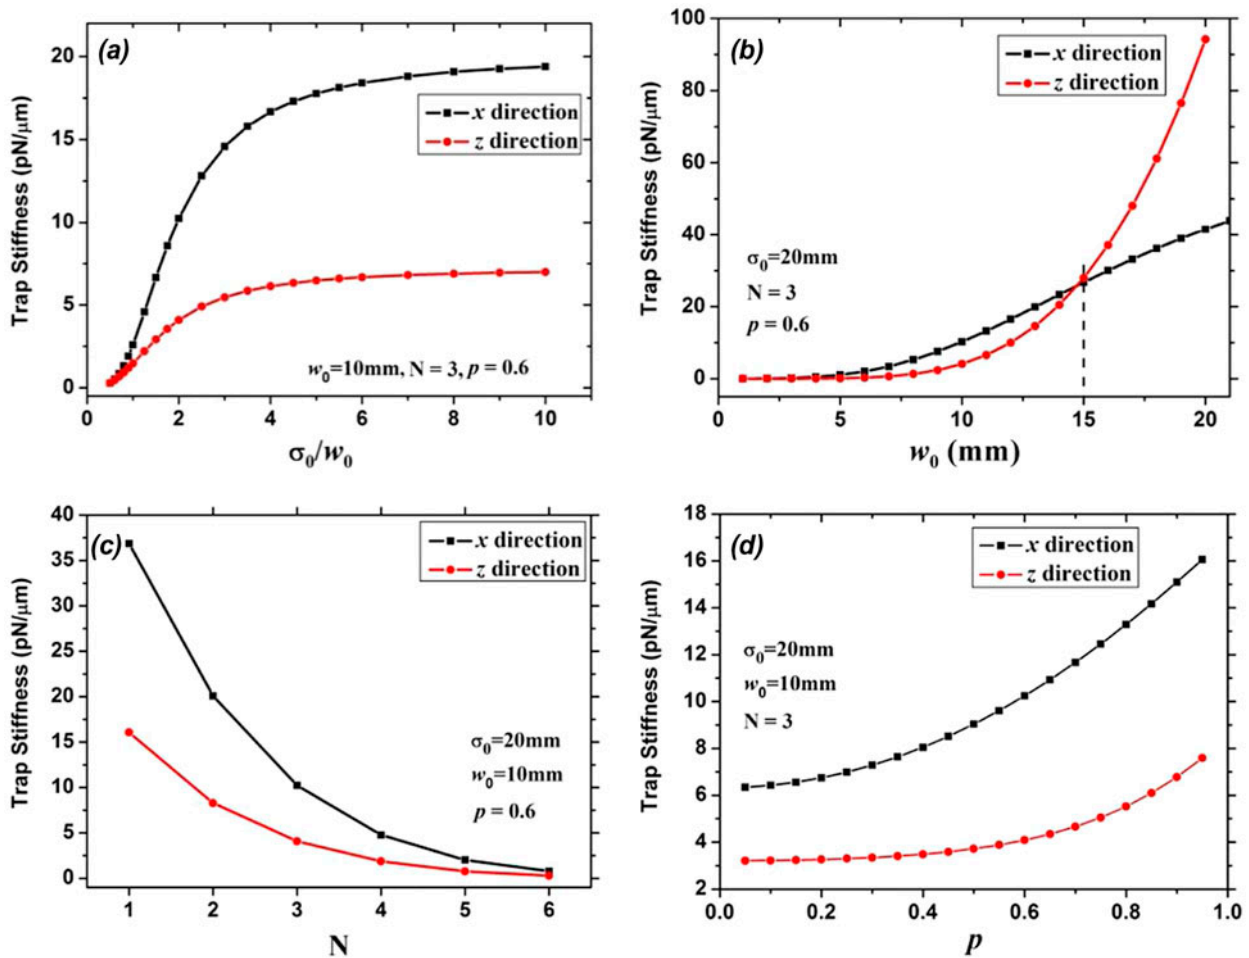 (a)
Trap Stiffness (pN/μm)
20
15
10
5
0
x direction
z direction
w₀=10mm, N = 3, p = 0.6
0 2 4 6 8 10
σ₀/w₀
(b)
Trap Stiffness (pN/μm)
100
80
60
40
20
0
x direction
z direction
σ₀=20mm
N = 3
p = 0.6
0 5 10 15 20
w₀ (mm)
(c)
Trap Stiffness (pN/μm)
40
35
30
25
20
15
10
5
0
x direction
z direction
σ₀=20mm
w₀=10mm
p = 0.6
1 2 3 4 5 6
N
(d)
Trap Stiffness (pN/μm)
18
16
14
12
10
8
6
4
2
x direction
z direction
σ₀=20mm
w₀=10mm
N = 3
0.0 0.2 0.4 0.6 0.8 1.0
p